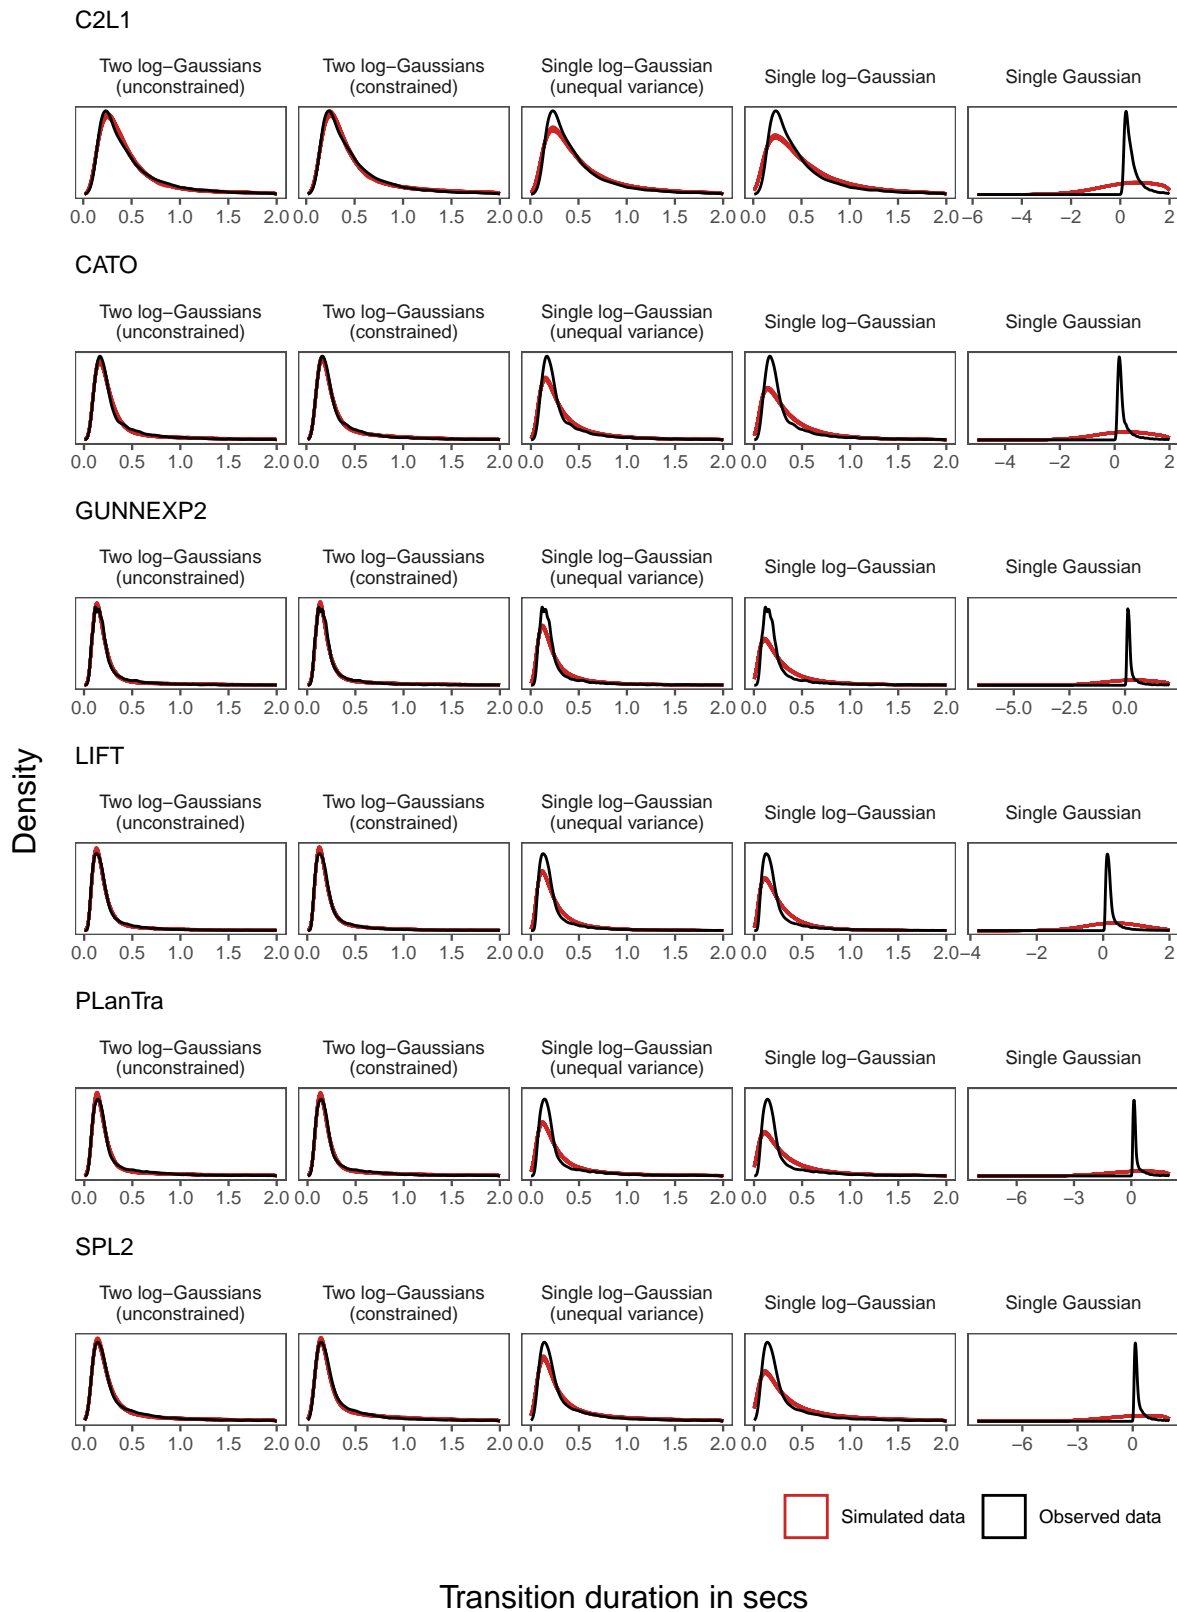 C2L1
Two log−Gaussians
(unconstrained)
Two log−Gaussians
(constrained)
Single log−Gaussian
(unequal variance)
Single log−Gaussian
Single Gaussian
0.0 0.5 1.0 1.5 2.0 0.0 0.5 1.0 1.5 2.0 0.0 0.5 1.0 1.5 2.0 0.0 0.5 1.0 1.5 2.0 −6 −4 −2 0 2
CATO
Two log−Gaussians
(unconstrained)
Two log−Gaussians
(constrained)
Single log−Gaussian
(unequal variance)
Single log−Gaussian
Single Gaussian
0.0 0.5 1.0 1.5 2.0 0.0 0.5 1.0 1.5 2.0 0.0 0.5 1.0 1.5 2.0 0.0 0.5 1.0 1.5 2.0 −4 −2 0 2
GUNNEXP2
Two log−Gaussians
(unconstrained)
Two log−Gaussians
(constrained)
Single log−Gaussian
(unequal variance)
Single log−Gaussian
Single Gaussian
0.0 0.5 1.0 1.5 2.0 0.0 0.5 1.0 1.5 2.0 0.0 0.5 1.0 1.5 2.0 0.0 0.5 1.0 1.5 2.0 −5.0 −2.5 0.0
LIFT
Two log−Gaussians
(unconstrained)
Two log−Gaussians
(constrained)
Single log−Gaussian
(unequal variance)
Single log−Gaussian
Single Gaussian
0.0 0.5 1.0 1.5 2.0 0.0 0.5 1.0 1.5 2.0 0.0 0.5 1.0 1.5 2.0 0.0 0.5 1.0 1.5 2.0 −4 −2 0 2
PLanTra
Two log−Gaussians
(unconstrained)
Two log−Gaussians
(constrained)
Single log−Gaussian
(unequal variance)
Single log−Gaussian
Single Gaussian
0.0 0.5 1.0 1.5 2.0 0.0 0.5 1.0 1.5 2.0 0.0 0.5 1.0 1.5 2.0 0.0 0.5 1.0 1.5 2.0 −6 −3 0
SPL2
Two log−Gaussians
(unconstrained)
Two log−Gaussians
(constrained)
Single log−Gaussian
(unequal variance)
Single log−Gaussian
Single Gaussian
0.0 0.5 1.0 1.5 2.0 0.0 0.5 1.0 1.5 2.0 0.0 0.5 1.0 1.5 2.0 0.0 0.5 1.0 1.5 2.0 −6 −3 0
Density
Simulated data
Observed data
Transition duration in secs